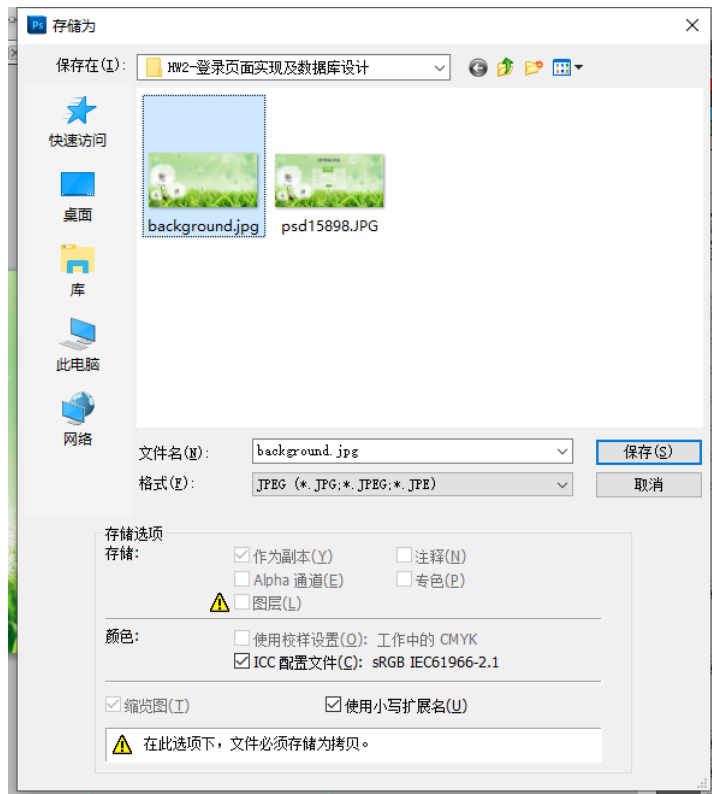 Ps 存储为
保存在(I): HW2-登录页面实现及数据库设计
快速访问
桌面
库
此电脑
网络
background.jpg psd15898.JPG
文件名(N): background.jpg 保存(S)
格式(F): JPEG (*.JPG;*.JPEG;*.JPE) 取消
存储选项
存储: 作为副本(Y) 注释(N)
Alpha 通道(E) 专色(P)
图层(L)
颜色: 使用校样设置(O): 工作中的 CMYK
ICC 配置文件(C): sRGB IEC61966-2.1
缩览图(T) 使用小写扩展名(U)
在此选项下，文件必须存储为拷贝。